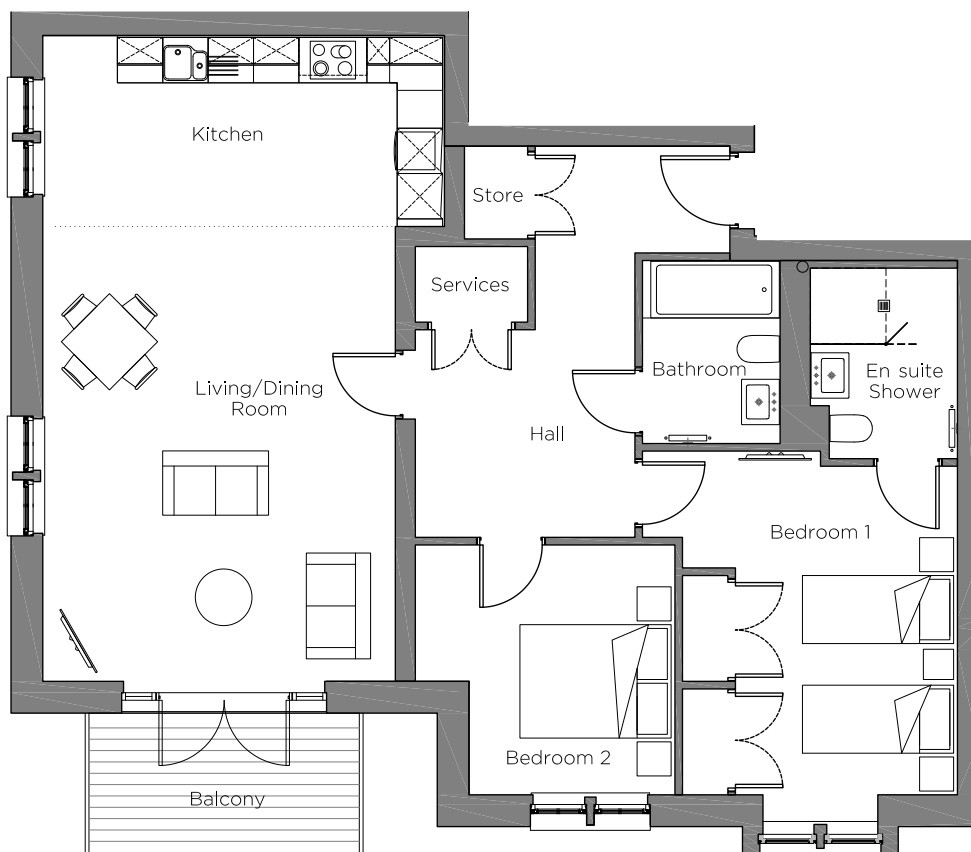 Kitchen
Store
Services
Bathroom
En suite
Shower
Living/Dining
Room
Hall
Bedroom 1
Bedroom 2
Balcony